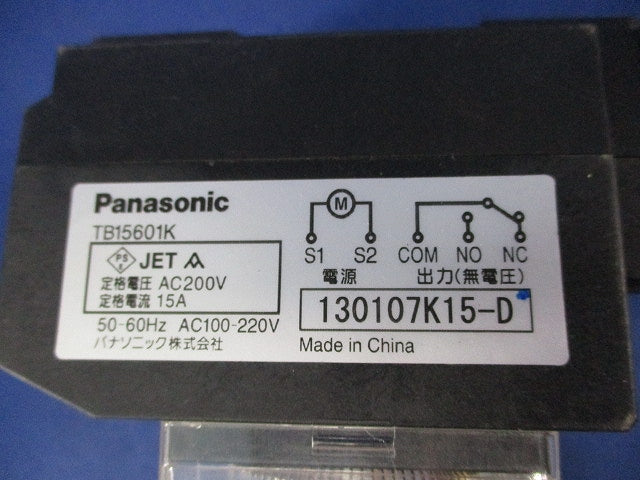 Panasonic
TB15601K
PS
E
JET
定格電圧 AC200V
定格電流 15A
50-60Hz AC100-220V
パナソニック株式会社
M
S1 S2 COM NO NC
電源 出力(無電圧)
130107K15-D
Made in China